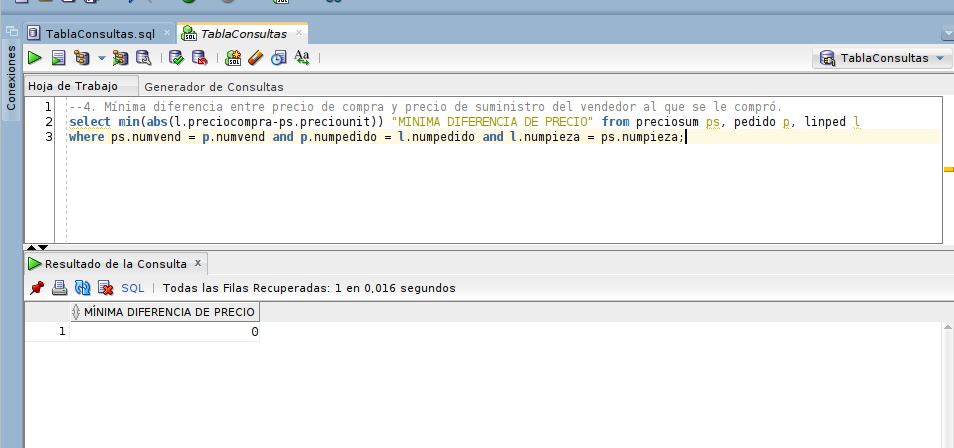 TablaConsultas.sql × TablaConsultas ×
Conexiones
TablaConsultas
Hoja de Trabajo Generador de Consultas
1 --4. Mínima diferencia entre precio de compra y precio de suministro del vendedor al que se le compró.
2 select min(abs(l.preciocompra-ps.preciounit)) "MINIMA DIFERENCIA DE PRECIO" from preciosum ps, pedido p, linped l
3 where ps.numvend = p.numvend and p.numpedido = l.numpedido and l.numpieza = ps.numpieza;
Resultado de la Consulta x
SQL | Todas las Filas Recuperadas: 1 en 0,016 segundos
MÍNIMA DIFERENCIA DE PRECIO
1 0